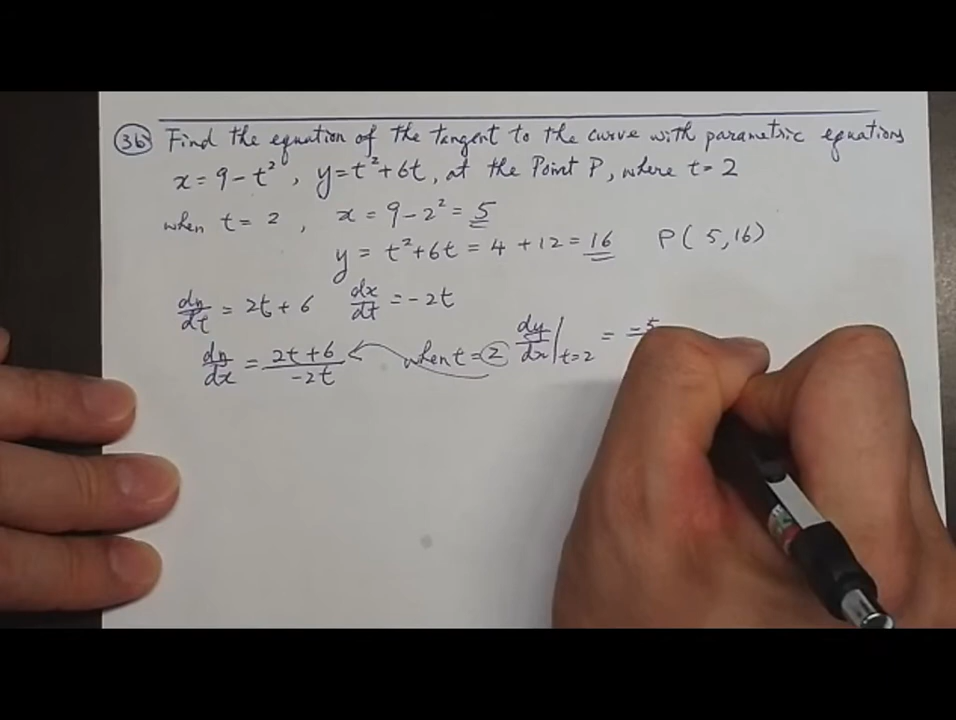 36 Find the equation of the tangent to the curve with parametric equations
x = 9 - t², y = t² + 6t, at the Point P, where t = 2
when t = 2, x = 9 - 2² = 5
y = t² + 6t = 4 + 12 = 16 P(5,16)
dy/dt = 2t + 6 dx/dt = -2t
dy/dx = (2t + 6)/(-2t) ← when t = 2 dy/dx |t=2 = -5